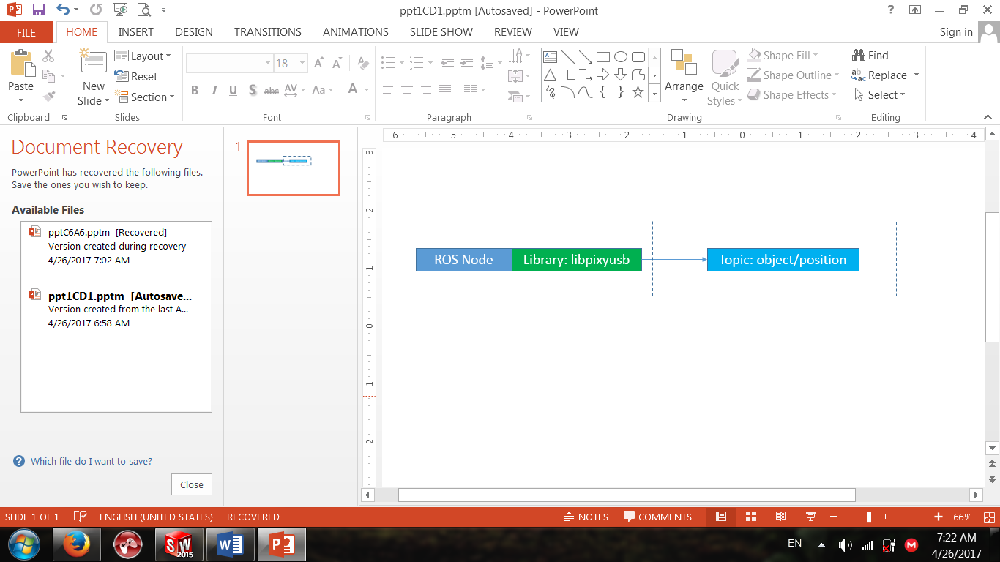 ppt1CD1.pptm [Autosaved] - PowerPoint
?
FILE
HOME
INSERT
DESIGN
TRANSITIONS
ANIMATIONS
SLIDE SHOW
REVIEW
VIEW
Sign in
Paste
Clipboard
New
Slide
Layout
Reset
Section
Slides
18
B I U S abc AV Aa A
Font
Paragraph
Arrange
Quick
Styles
Shape Fill
Shape Outline
Shape Effects
Drawing
Find
Replace
Select
Editing
Document Recovery
PowerPoint has recovered the following files.
Save the ones you wish to keep.
Available Files
pptC6A6.pptm [Recovered]
Version created during recovery
4/26/2017 7:02 AM
ppt1CD1.pptm [Autosave...
Version created from the last A...
4/26/2017 6:58 AM
Which file do I want to save?
Close
1
6 5 4 3 2 1 0 1 2 3 4
3
2
1
0
1
2
ROS Node
Library: libpixyusb
Topic: object/position
SLIDE 1 OF 1
ENGLISH (UNITED STATES)
RECOVERED
NOTES
COMMENTS
66%
SW
2015
EN
7:22 AM
4/26/2017